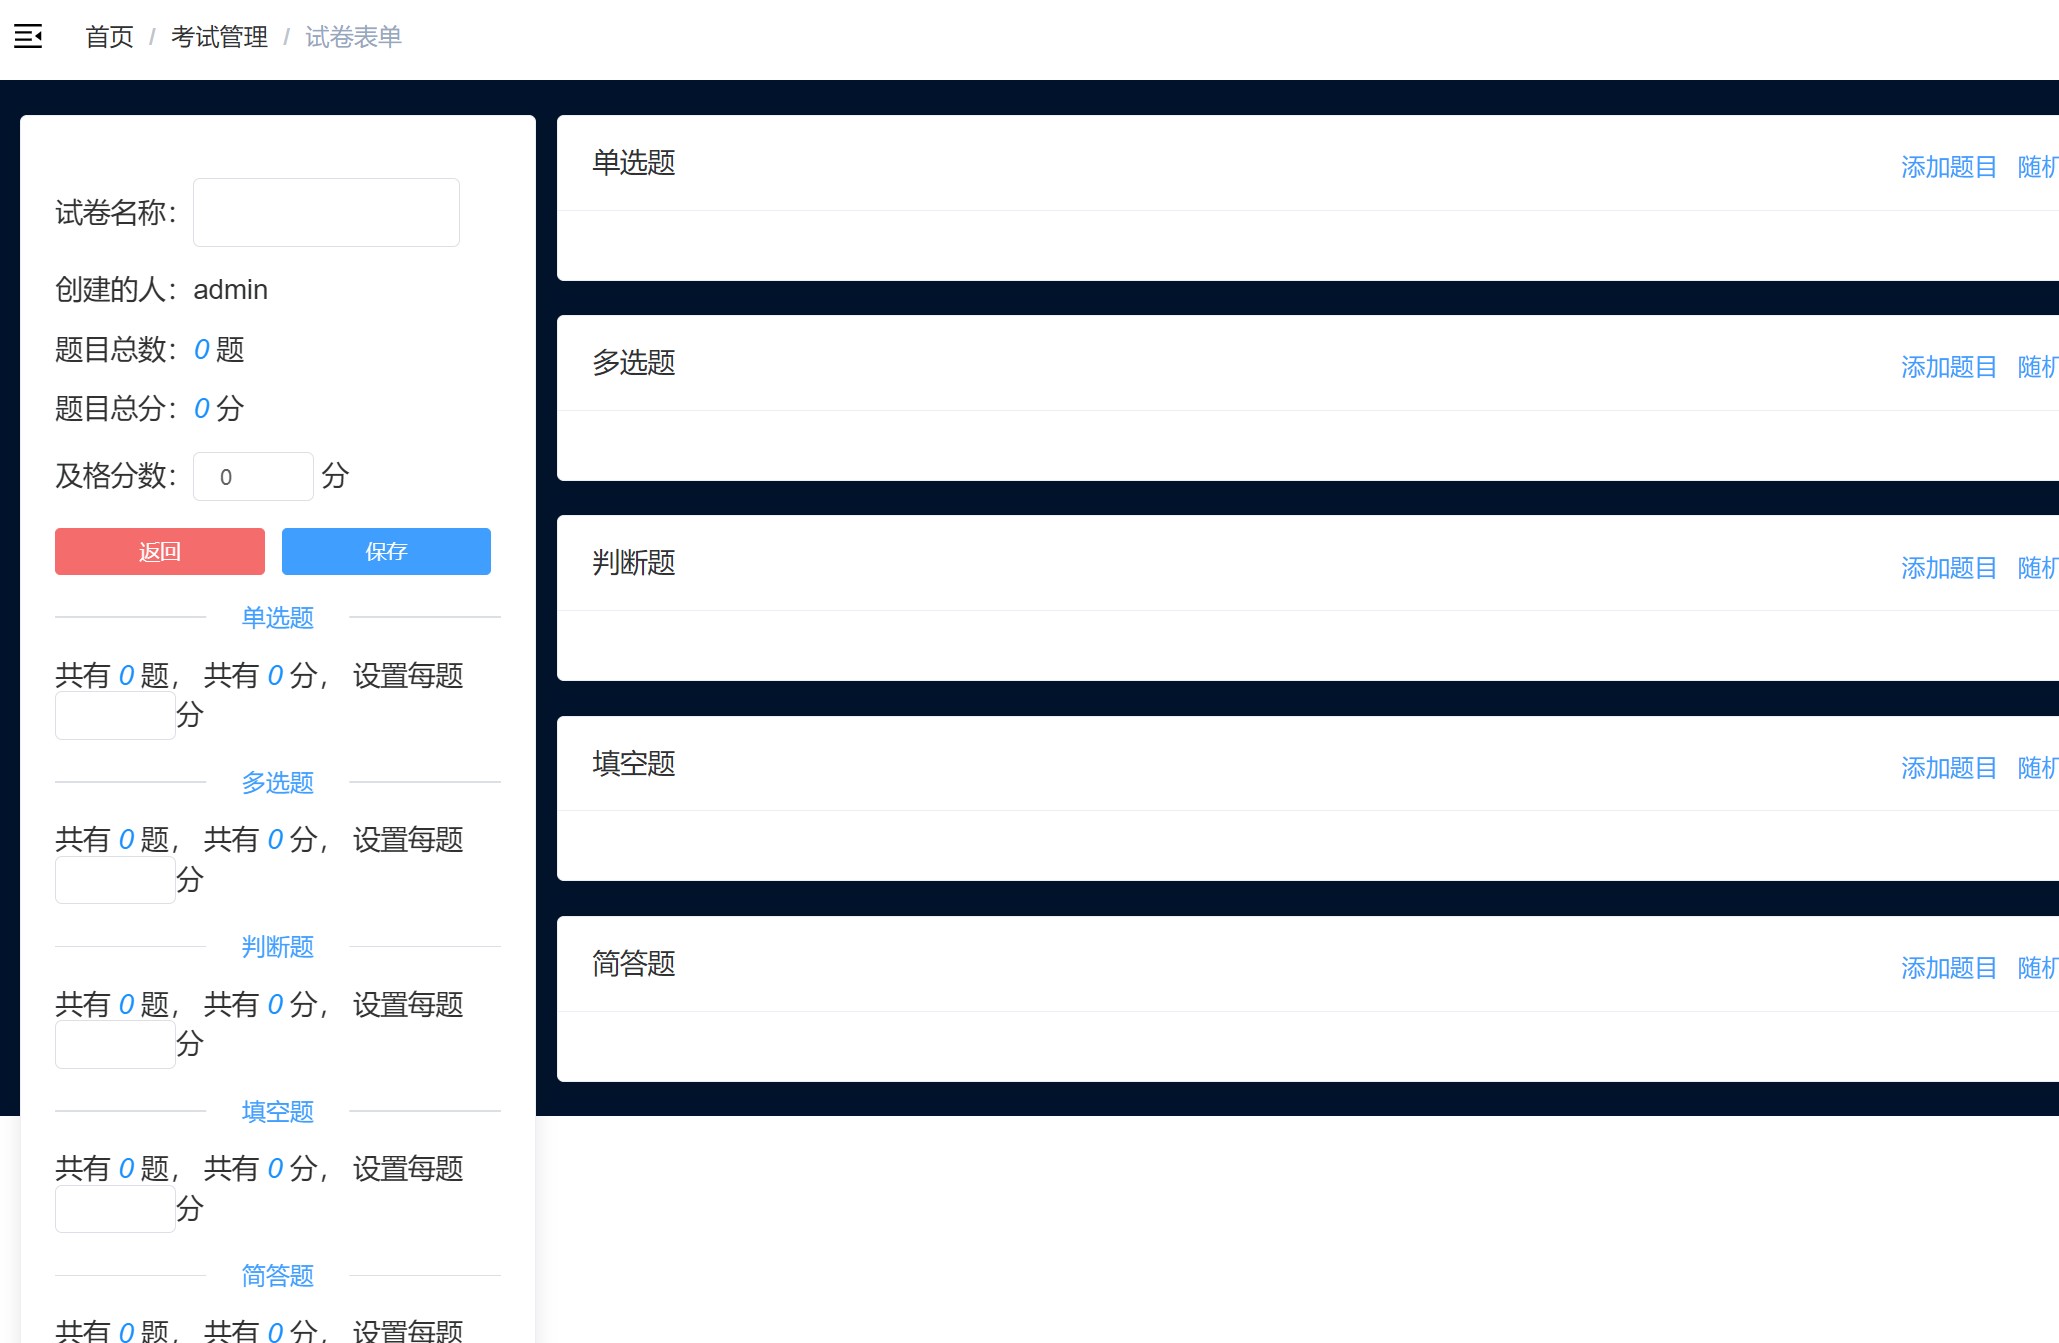 首页 / 考试管理 / 试卷表单
试卷名称：
创建的人：admin
题目总数：0 题
题目总分：0 分
及格分数：0 分
返回 保存
单选题
共有 0 题， 共有 0 分， 设置每题
分
多选题
共有 0 题， 共有 0 分， 设置每题
分
判断题
共有 0 题， 共有 0 分， 设置每题
分
填空题
共有 0 题， 共有 0 分， 设置每题
分
简答题
共有 0 题， 共有 0 分， 设置每题
单选题 添加题目 随机
多选题 添加题目 随机
判断题 添加题目 随机
填空题 添加题目 随机
简答题 添加题目 随机